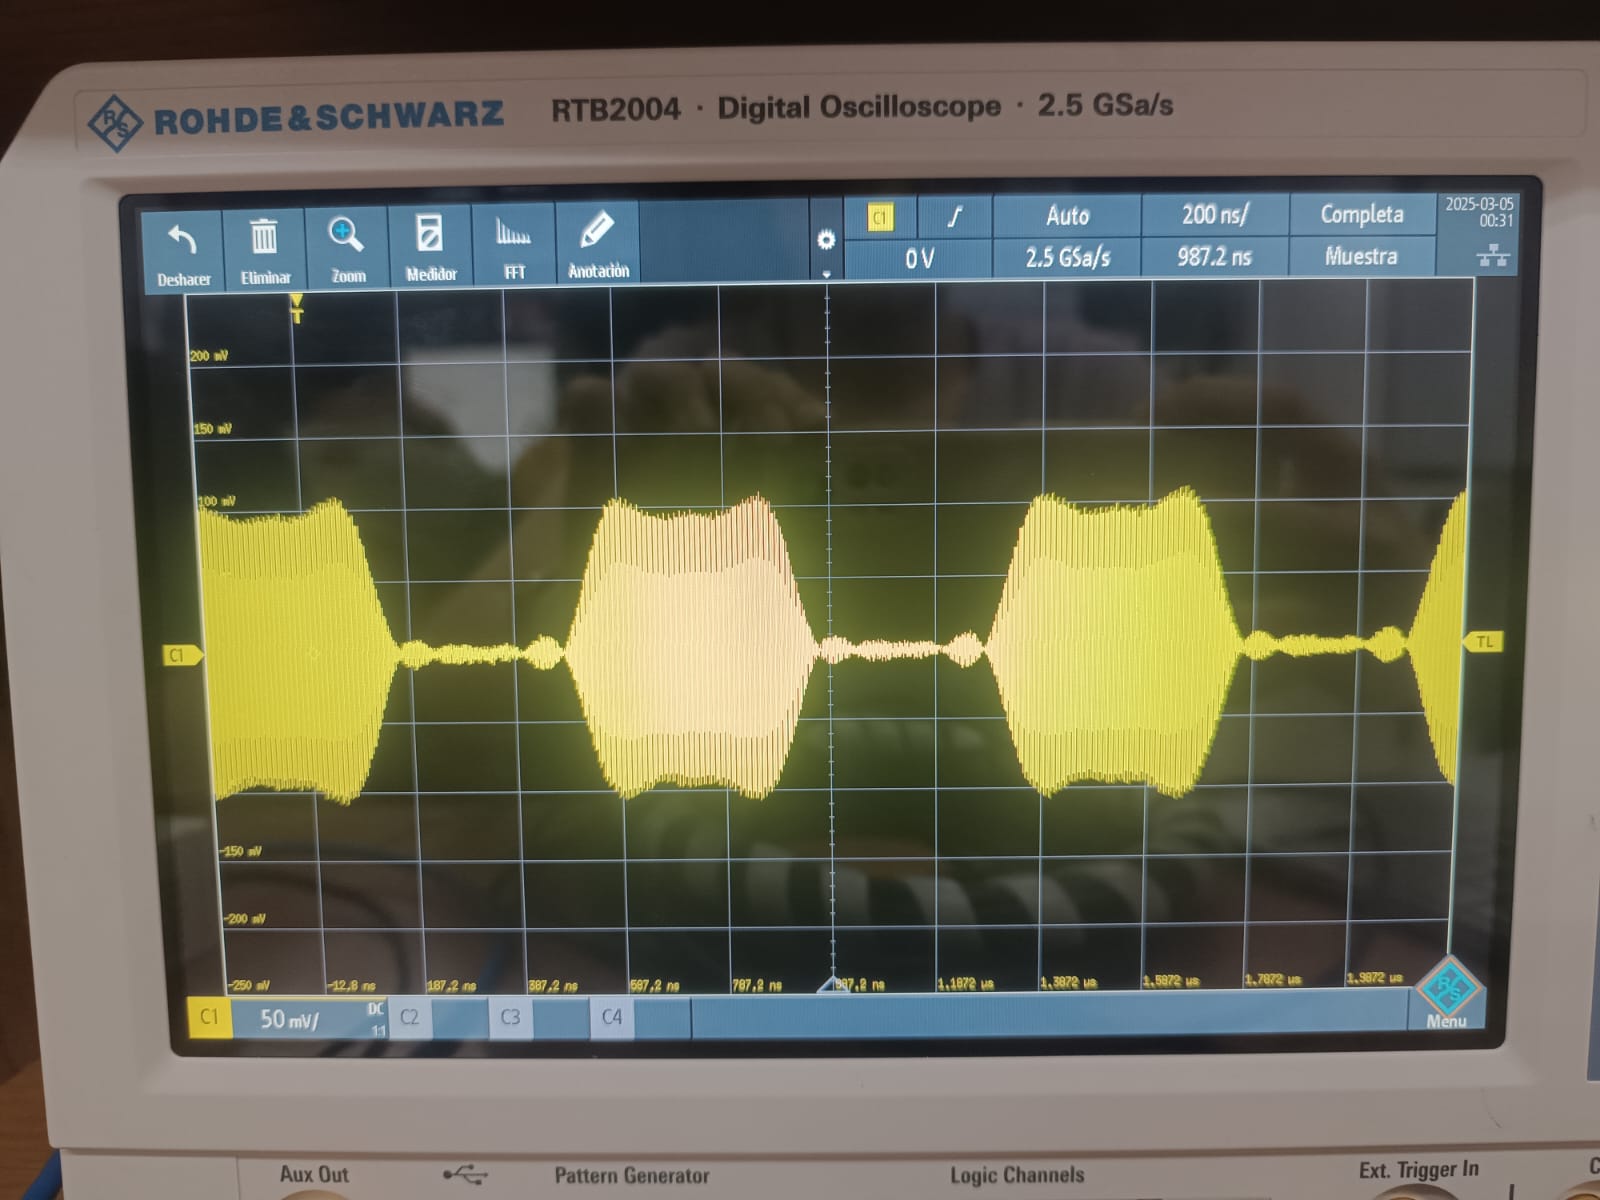 ROHDE&SCHWARZ RTB2004 · Digital Oscilloscope · 2.5 GSa/s
Deshacer Eliminar Zoom Medidor FFT Anotación
C1 Auto 200 ns/ Completa
0 V 2.5 GSa/s 987.2 ns Muestra
2025-03-05
00:31
T
200 mV
150 mV
100 mV
C1
TL
-150 mV
-200 mV
-250 mV -12,8 ns 187,2 ns 387,2 ns 587,2 ns 787,2 ns 987,2 ns 1,1872 µs 1,3872 µs 1,5872 µs 1,7872 µs 1,9872 µs
C1 50 mV/ DC 1:1 C2 C3 C4
Menu
Aux Out Pattern Generator Logic Channels Ext. Trigger In